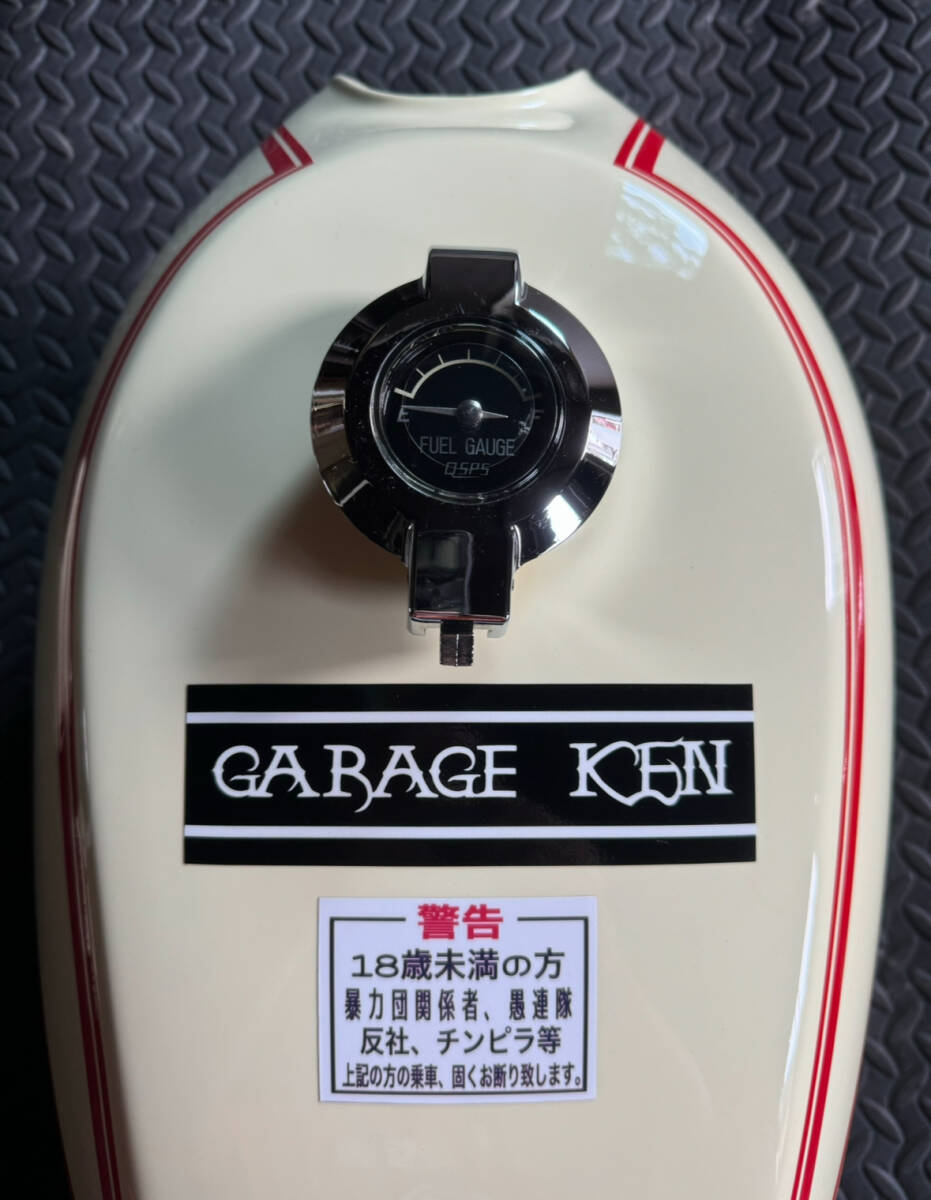 E F
FUEL GAUGE
GARAGE KEN
警告
18歳未満の方
暴力団関係者、愚連隊
反社、チンピラ等
上記の方の乗車、固くお断り致します。